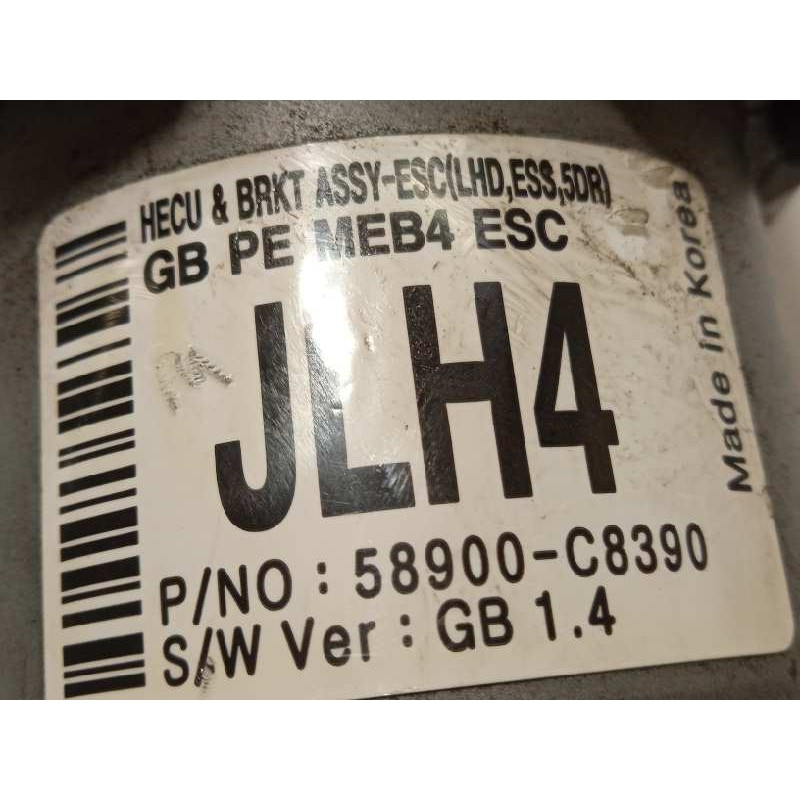 HECU & BRKT ASSY-ESC(LHD,ESS,5DR)
GB PE MEB4 ESC
JLH4
P/NO : 58900-C8390
S/W Ver : GB 1.4
Made in Korea